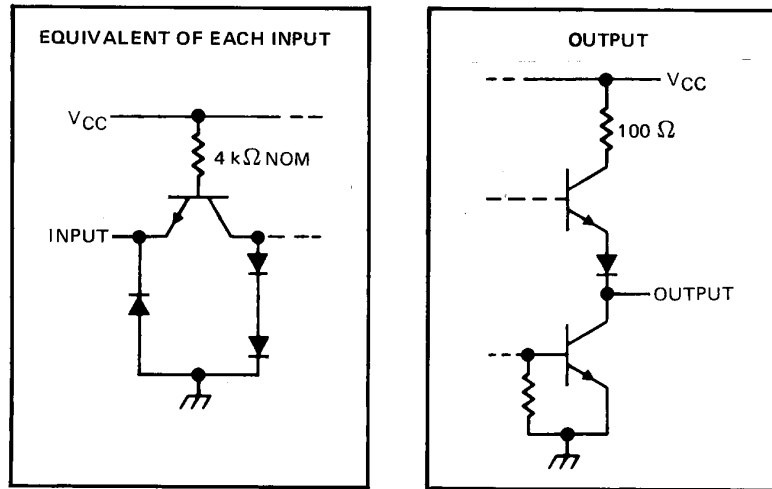 EQUIVALENT OF EACH INPUT
VCC
4 kΩ NOM
INPUT
OUTPUT
VCC
100 Ω
OUTPUT